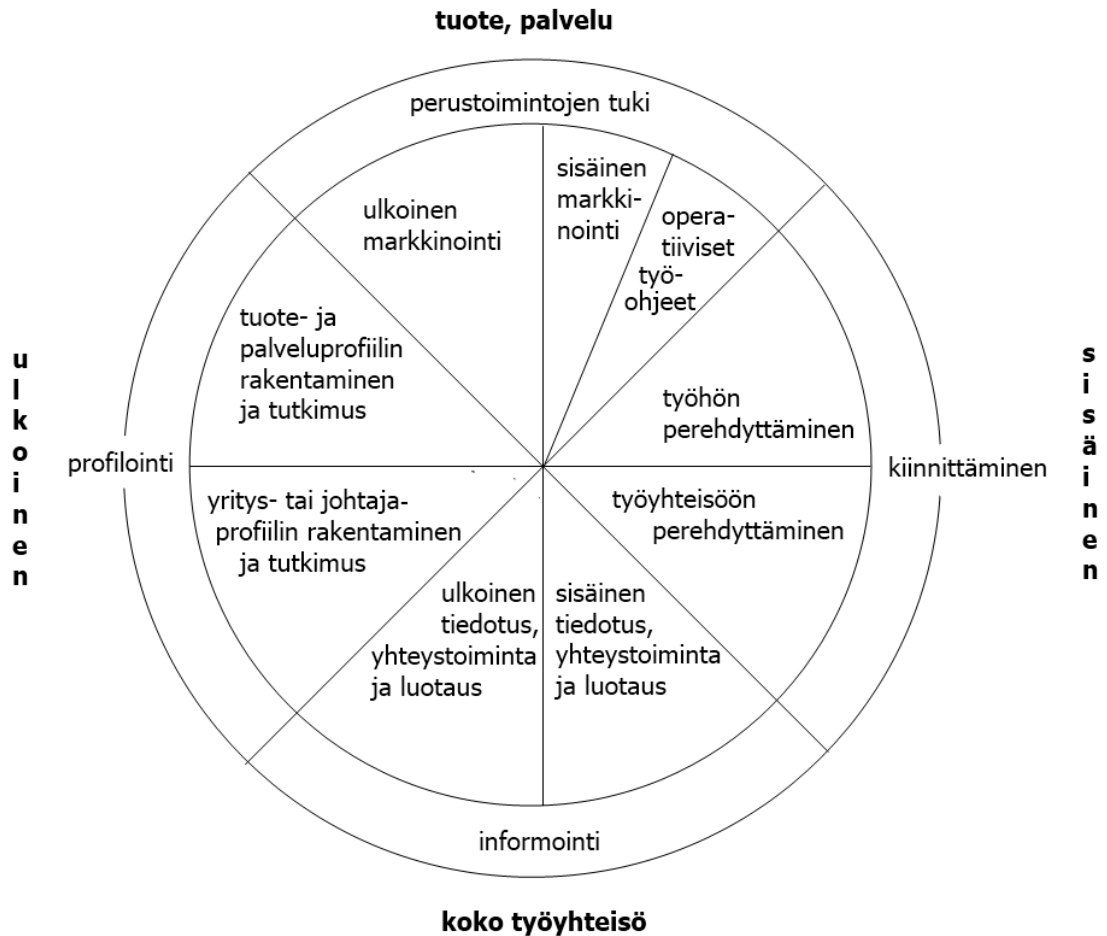 tuote, palvelu
perustoimintojen tuki
ulkoinen
markkinointi
sisäinen
markki-
nointi
opera-
tiiviset
työ-
ohjeet
tuote- ja
palveluprofiilin
rakentaminen
ja tutkimus
työhön
perehdyttäminen
ulkoinen
profilointi
kiinnittäminen
sisäinen
yritys- tai johtaja-
profiilin rakentaminen
ja tutkimus
työyhteisöön
perehdyttäminen
ulkoinen
tiedotus,
yhteystoiminta
ja luotaus
sisäinen
tiedotus,
yhteystoiminta
ja luotaus
informointi
koko työyhteisö